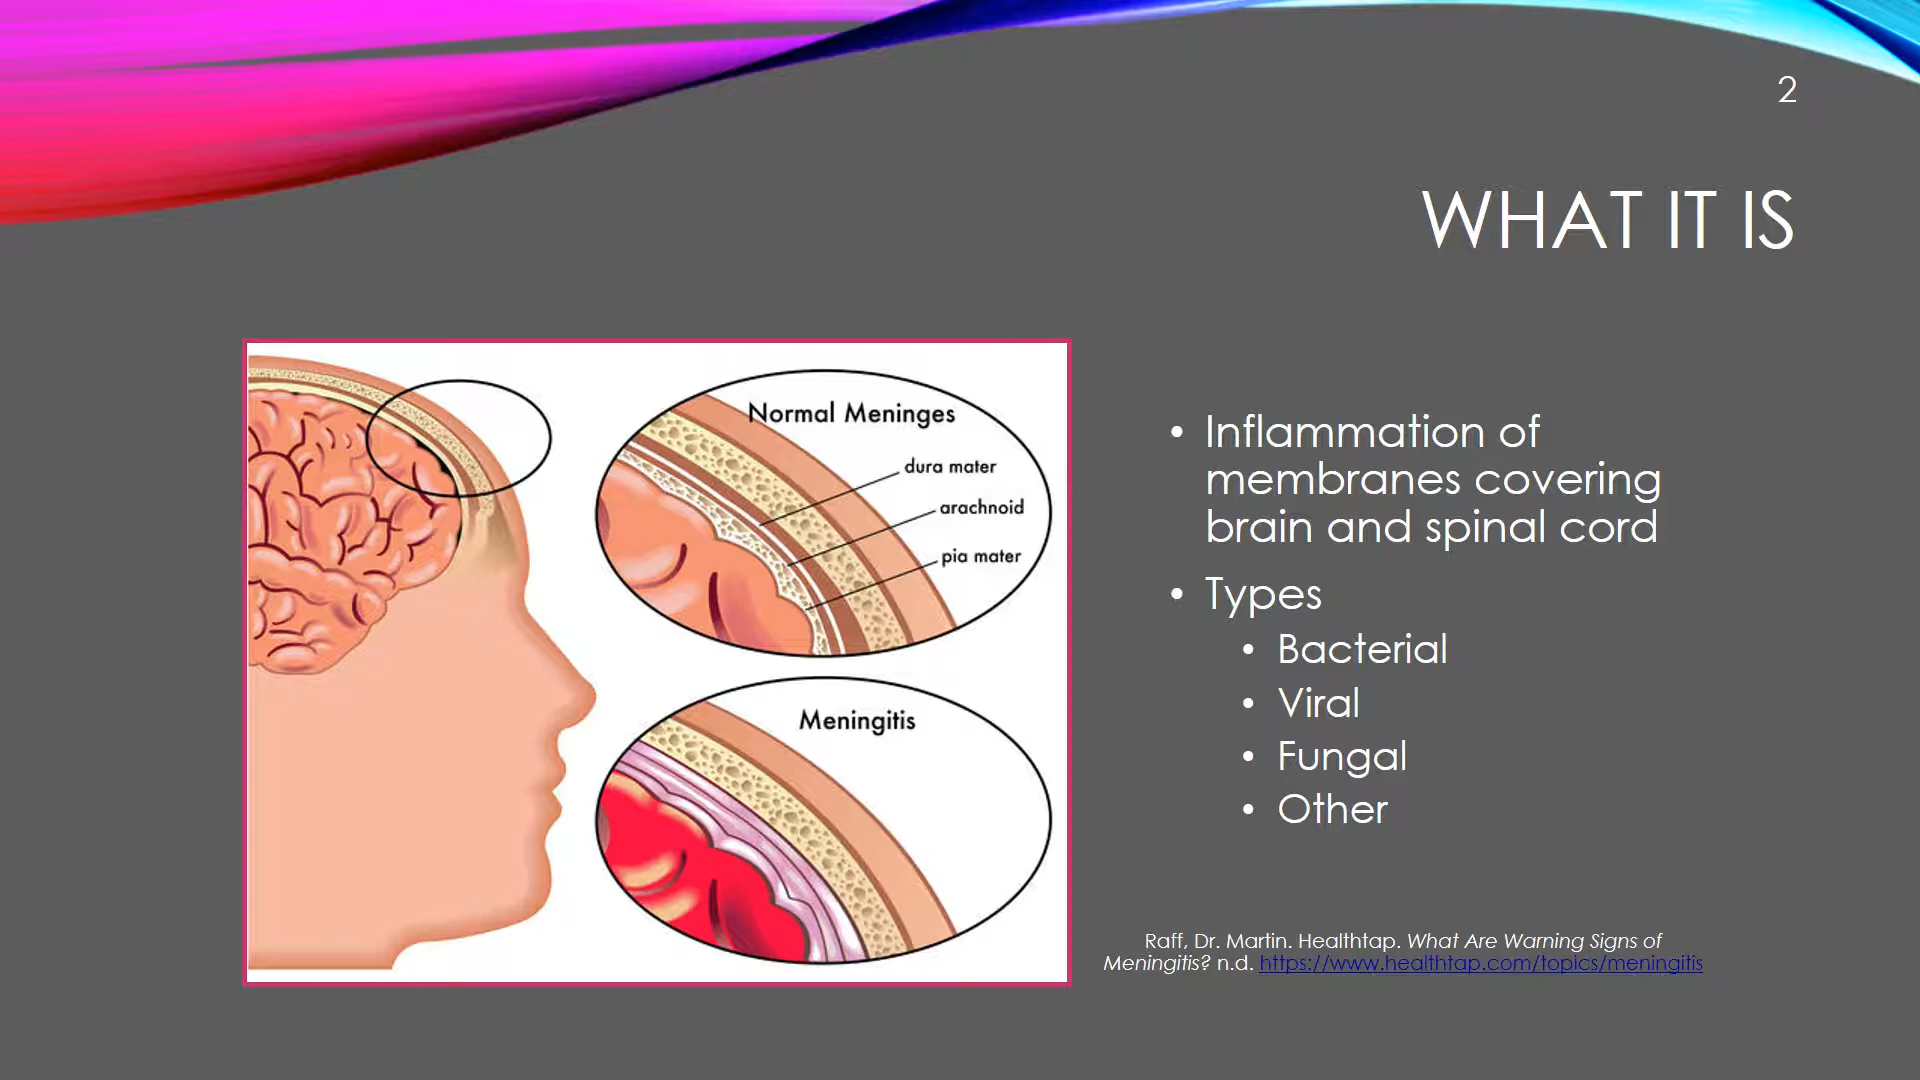 2
WHAT IT IS
Normal Meninges
dura mater
arachnoid
pia mater
Meningitis
• Inflammation of
membranes covering
brain and spinal cord
• Types
• Bacterial
• Viral
• Fungal
• Other
Raff, Dr. Martin. Healthtap. What Are Warning Signs of
Meningitis? n.d. https://www.healthtap.com/topics/meningitis